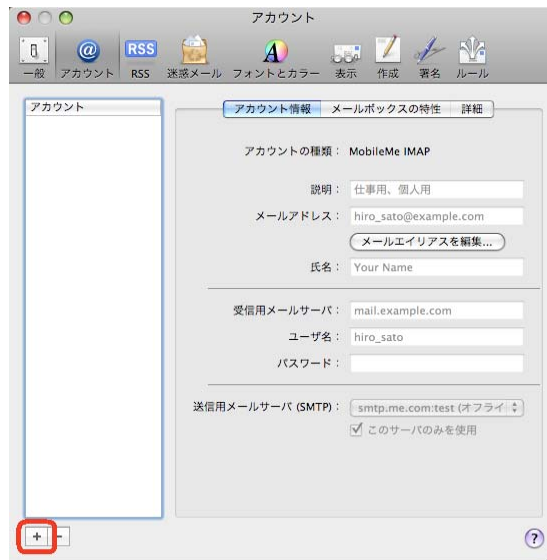 アカウント
一般 アカウント RSS 迷惑メール フォントとカラー 表示 作成 署名 ルール
RSS
アカウント
アカウント情報 メールボックスの特性 詳細
アカウントの種類： MobileMe IMAP
説明： 仕事用、個人用
メールアドレス： hiro_sato@example.com
メールエイリアスを編集...
氏名： Your Name
受信用メールサーバ： mail.example.com
ユーザ名： hiro_sato
パスワード：
送信用メールサーバ (SMTP)： smtp.me.com:test (オフライ
このサーバのみを使用
+ −
?